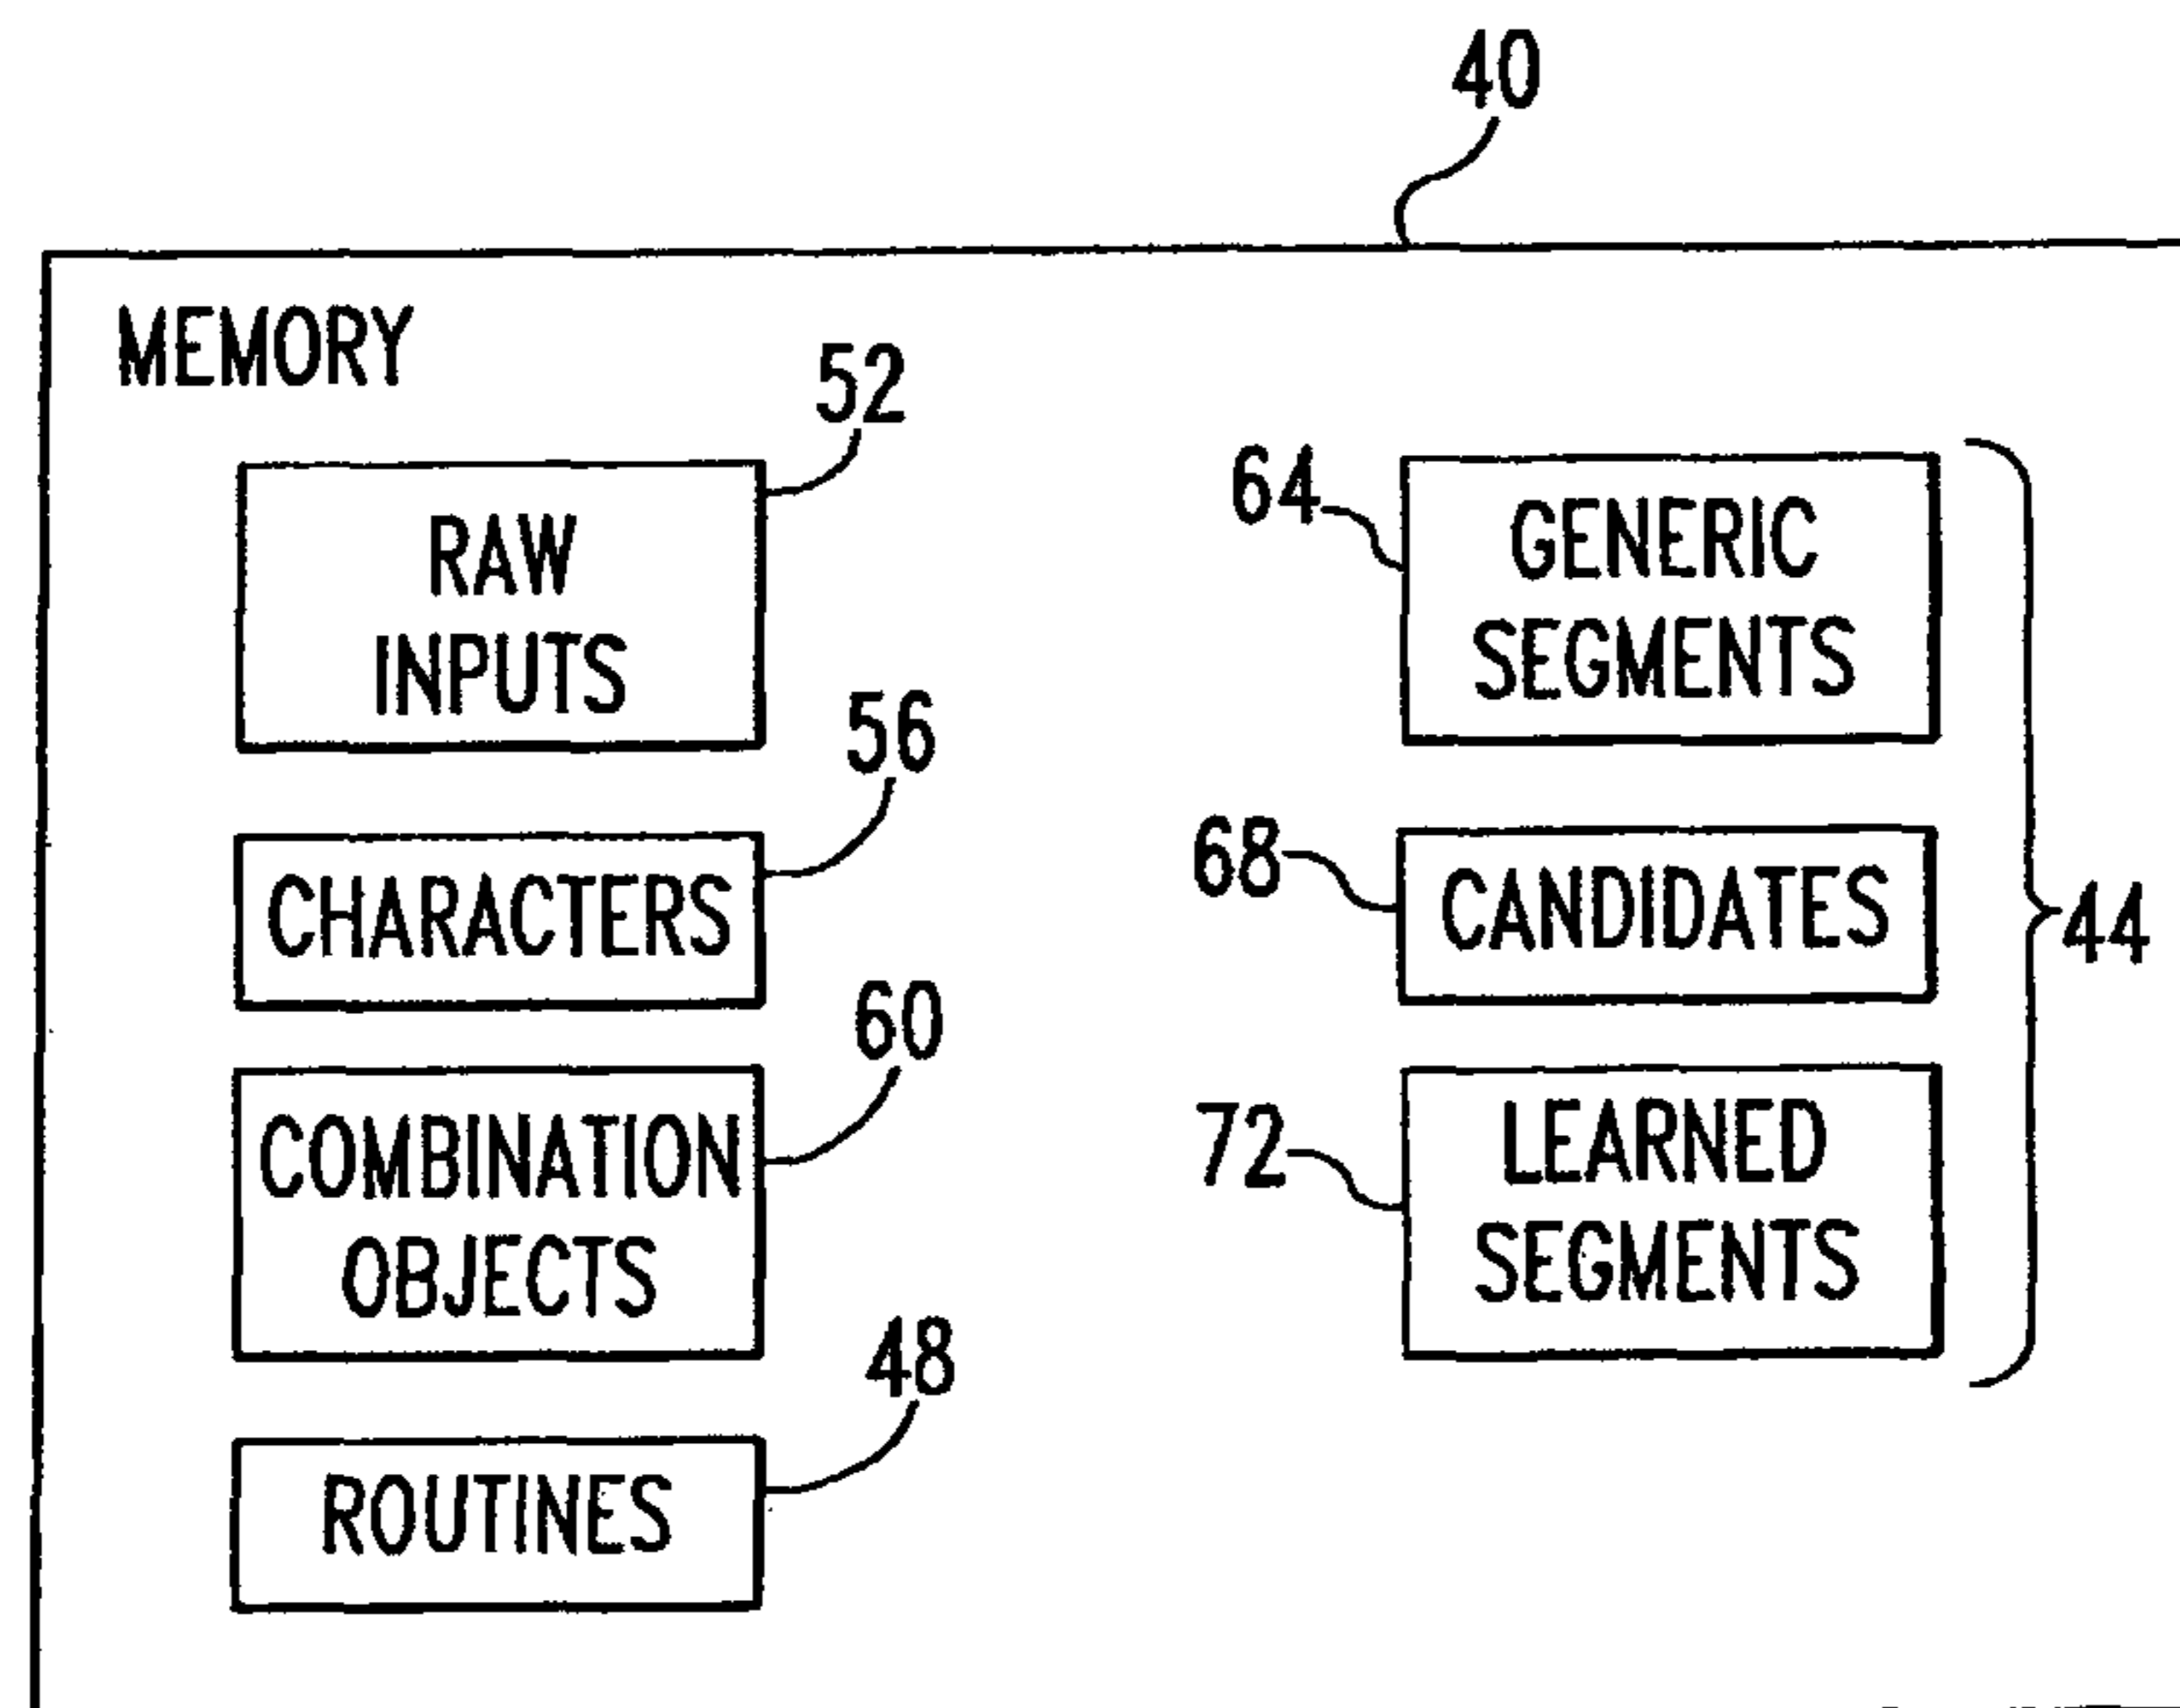 40
MEMORY
52
RAW
INPUTS
56
CHARACTERS
60
COMBINATION
OBJECTS
48
ROUTINES
64
GENERIC
SEGMENTS
68
CANDIDATES
72
LEARNED
SEGMENTS
44